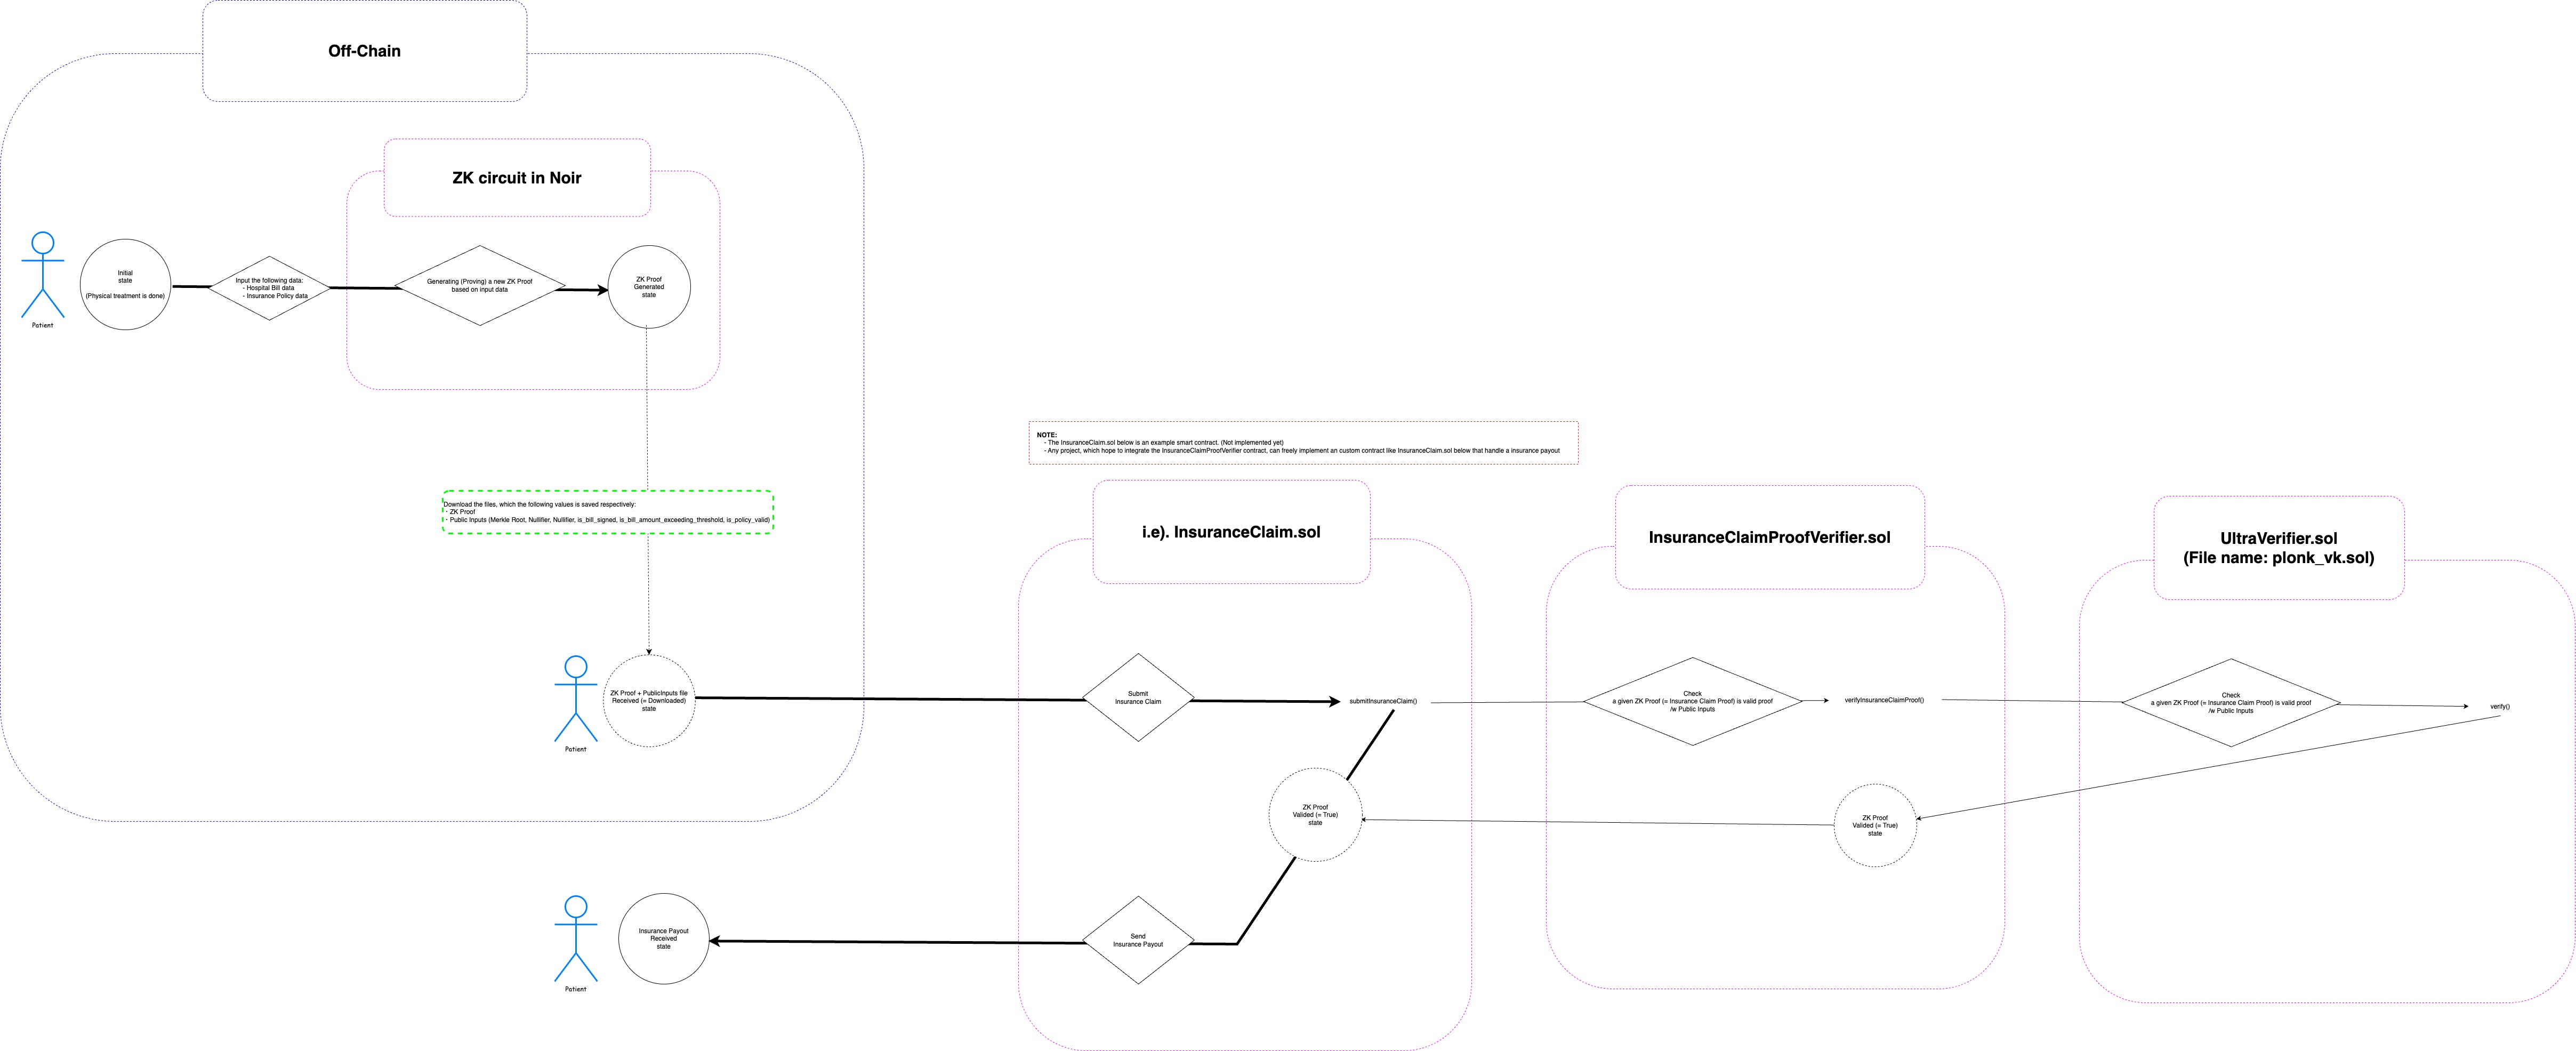 Off-Chain
ZK circuit in Noir
Patient
Initial
state
(Physical treatment is done)
Input the following data:
- Hospital Bill data
- Insurance Policy data
Generating (Proving) a new ZK Proof
based on input data
ZK Proof
Generated
state
Download the files, which the following values is saved respectively:
- ZK Proof
- Public Inputs (Merkle Root, Nullifier, Nullifier, is_bill_signed, is_bill_amount_exceeding_threshold, is_policy_valid)
NOTE:
- The InsuranceClaim.sol below is an example smart contract. (Not implemented yet)
- Any project, which hope to integrate the InsuranceClaimProofVerifier contract, can freely implement an custom contract like InsuranceClaim.sol below that handle a insurance payout
i.e). InsuranceClaim.sol
InsuranceClaimProofVerifier.sol
UltraVerifier.sol
(File name: plonk_vk.sol)
Patient
ZK Proof + PublicInputs file
Received (= Downloaded)
state
Submit
Insurance Claim
submitInsuranceClaim()
Check
a given ZK Proof (= Insurance Claim Proof) is valid proof
/w Public Inputs
verifyInsuranceClaimProof()
Check
a given ZK Proof (= Insurance Claim Proof) is valid proof
/w Public Inputs
verify()
ZK Proof
Valided (= True)
state
ZK Proof
Valided (= True)
state
Patient
Insurance Payout
Received
state
Send
Insurance Payout